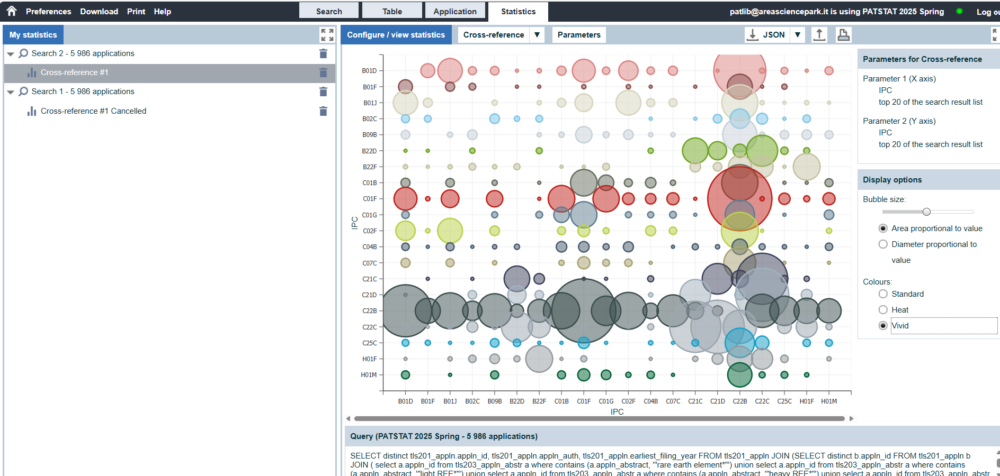 Preferences Download Print Help
Search Table Application Statistics
patlib@areasciencepark.it is using PATSTAT 2025 Spring
My statistics
Search 2 - 5 986 applications
Cross-reference #1
Search 1 - 5 986 applications
Cross-reference #1 Cancelled
Configure / view statistics Cross-reference ▼ Parameters JSON ▼
B01D
B01F
B01J
B02C
B09B
B22D
B22F
C01B
C01F
C01G
C02F
C04B
C07C
C21C
C21D
C22B
C22C
C25C
H01F
H01M
IPC
B01D B01F B01J B02C B09B B22D B22F C01B C01F C01G C02F C04B C07C C21C C21D C22B C22C C25C H01F H01M
IPC
Parameters for Cross-reference
Parameter 1 (X axis)
IPC
top 20 of the search result list
Parameter 2 (Y axis)
IPC
top 20 of the search result list
Display options
Bubble size:
Area proportional to value
Diameter proportional to
value
Colours:
Standard
Heat
Vivid
Query (PATSTAT 2025 Spring - 5 986 applications)
SELECT distinct tls201_appln.appln_id, tls201_appln.appln_auth, tls201_appln.earliest_filing_year FROM tls201_appln JOIN (SELECT distinct b.appln_id FROM tls201_appln b
JOIN ( select a.appln_id from tls203_appln_abstr a where contains (a.appln_abstract, '"rare earth element*"') union select a.appln_id from tls203_appln_abstr a where contains
(a.appln_abstract, '"light REE*"') union select a.appln_id from tls203_appln_abstr a where contains (a.appln_abstract, '"heavy REE*"') union select a.appln_id from tls203_appln_abstr